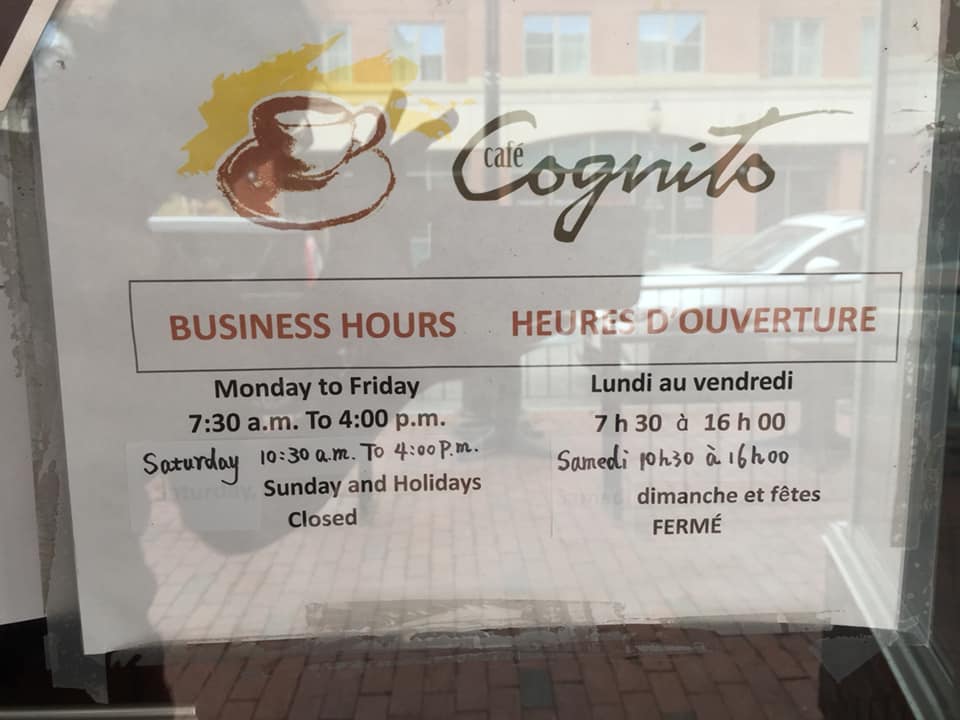 café Cognito
BUSINESS HOURS HEURES D'OUVERTURE
Monday to Friday
7:30 a.m. To 4:00 p.m.
Saturday 10:30 a.m. To 4:00 P.m.
Sunday and Holidays
Closed
Lundi au vendredi
7 h 30 à 16 h 00
Samedi 10h30 à 16h00
dimanche et fêtes
FERMÉ